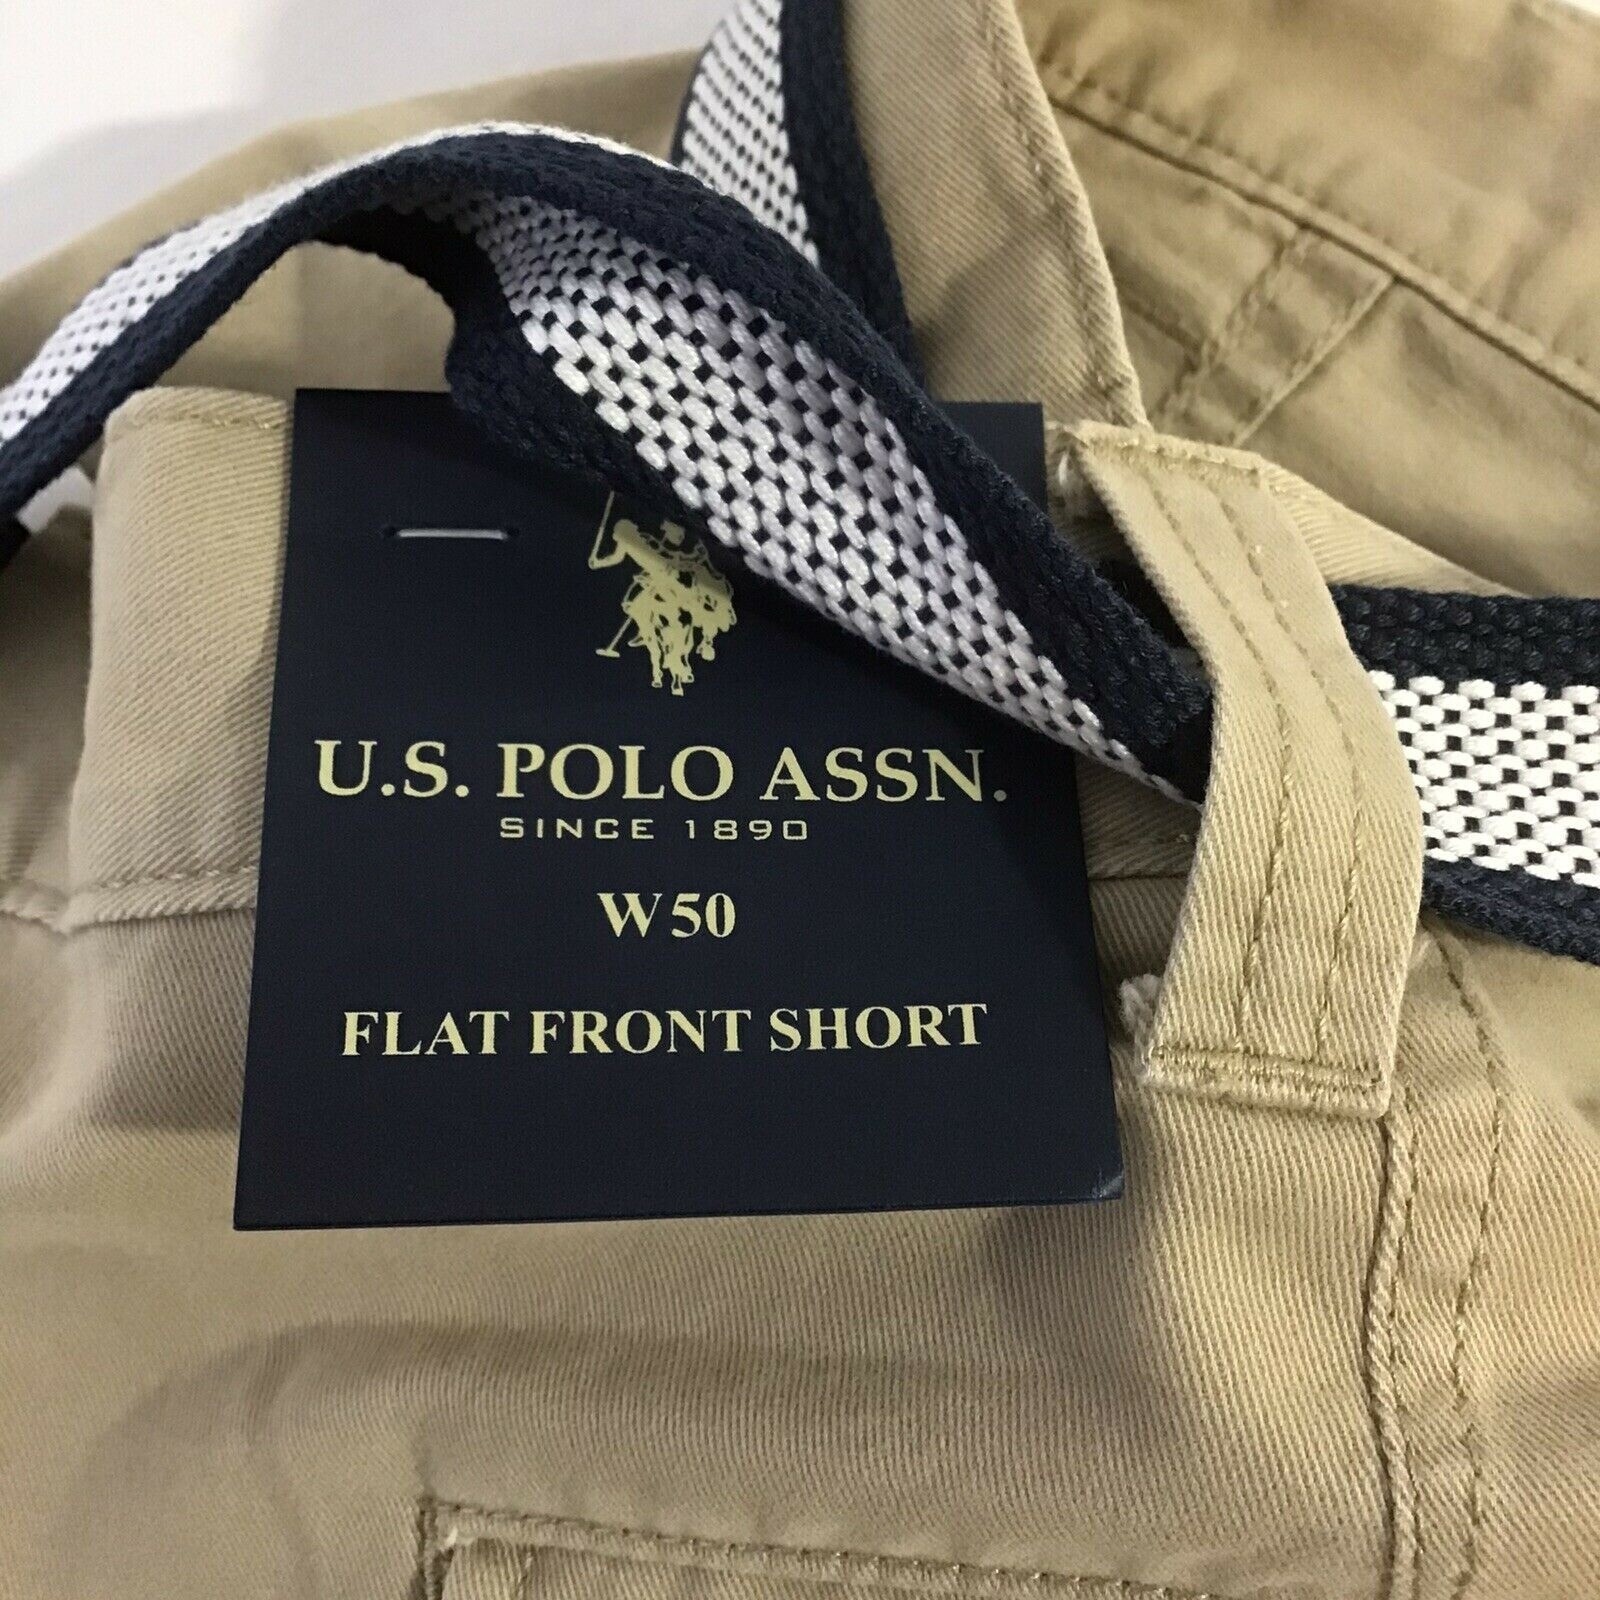 U.S. POLO ASSN.
SINCE 1890
W50
FLAT FRONT SHORT